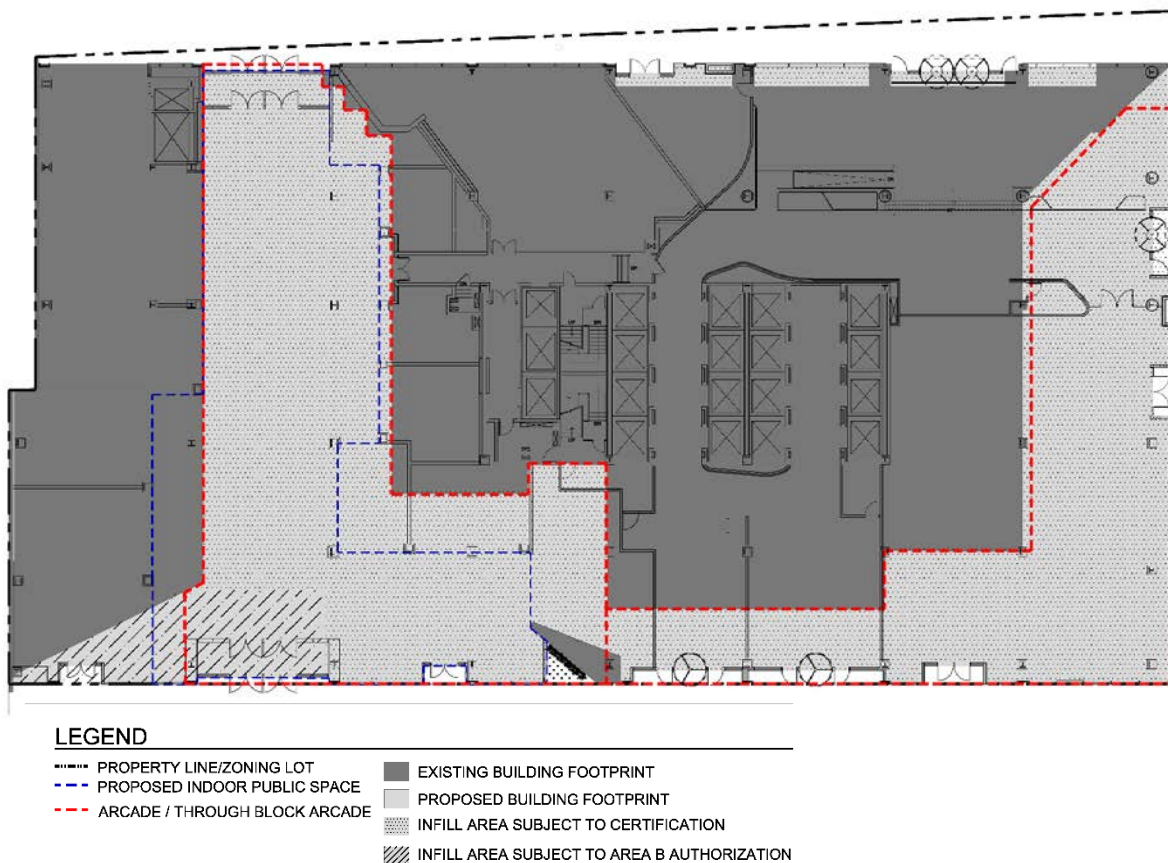 LEGEND
PROPERTY LINE/ZONING LOT
PROPOSED INDOOR PUBLIC SPACE
ARCADE / THROUGH BLOCK ARCADE
EXISTING BUILDING FOOTPRINT
PROPOSED BUILDING FOOTPRINT
INFILL AREA SUBJECT TO CERTIFICATION
INFILL AREA SUBJECT TO AREA B AUTHORIZATION